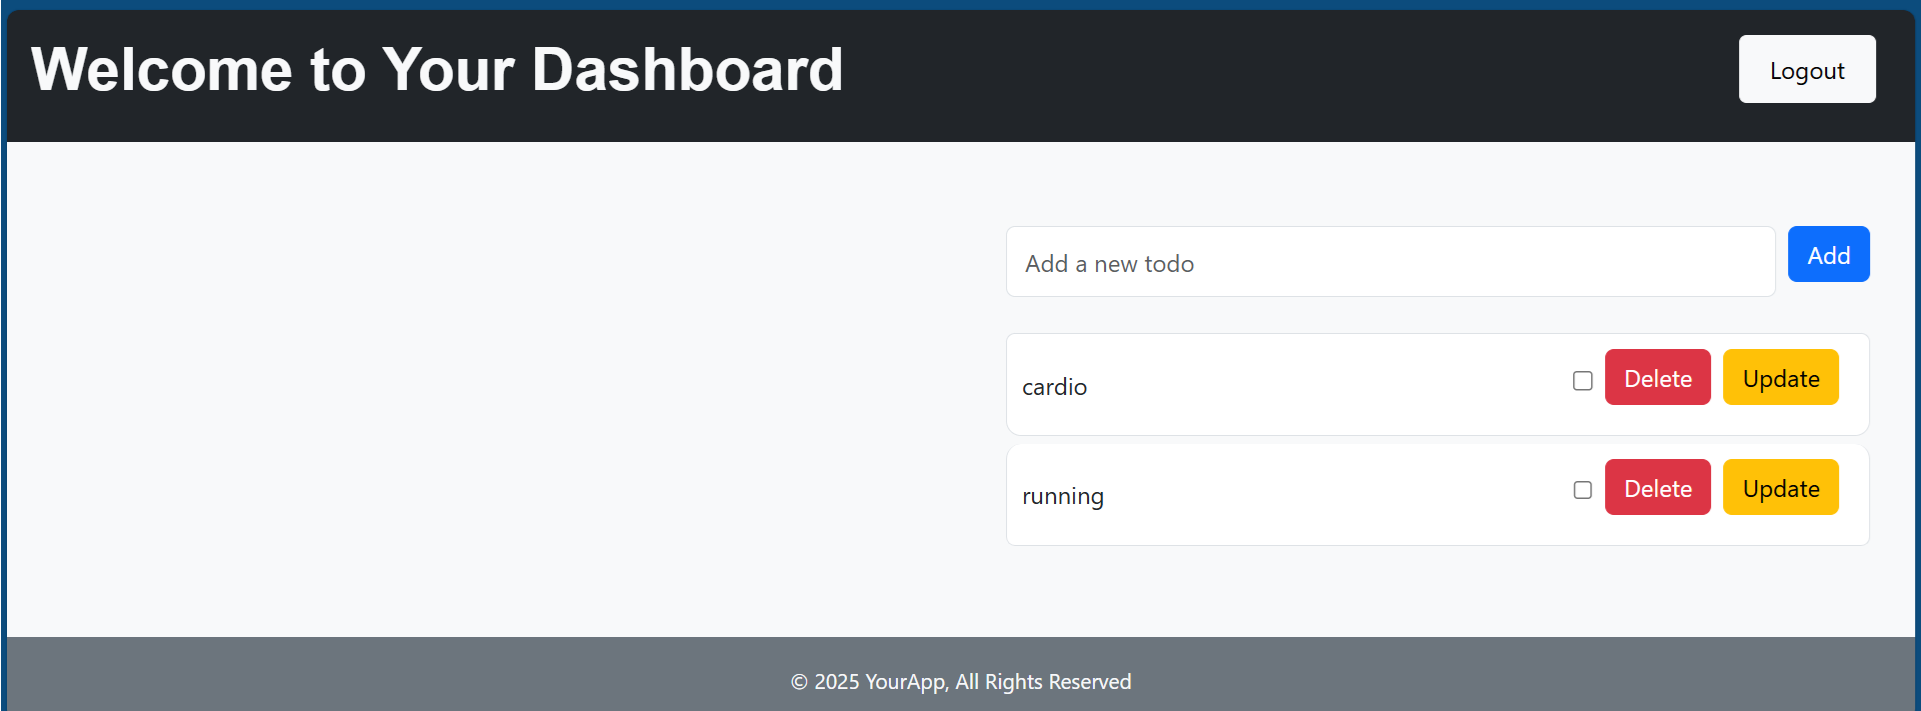 Welcome to Your Dashboard
Logout
Add a new todo
Add
cardio
Delete
Update
running
Delete
Update
© 2025 YourApp, All Rights Reserved